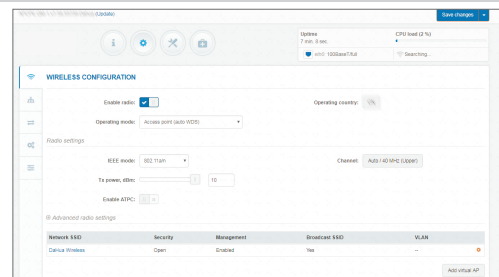 (Update)
Save changes
Uptime
7 min. 0 sec
CPU load (2 %)
eth0: 100BaseT/full
Searching...
WIRELESS CONFIGURATION
Enable radio:
Operating country:
Operating mode: Access point (auto WDS)
Radio settings
IEEE mode: 802.11an
Channel: Auto / 40 MHz (Upper)
Tx power, dBm: 10
Enable ATPC:
Advanced radio settings
Network SSID Security Management Broadcast SSID VLAN
Dahua Wireless Open Enabled Yes --
Add virtual AP